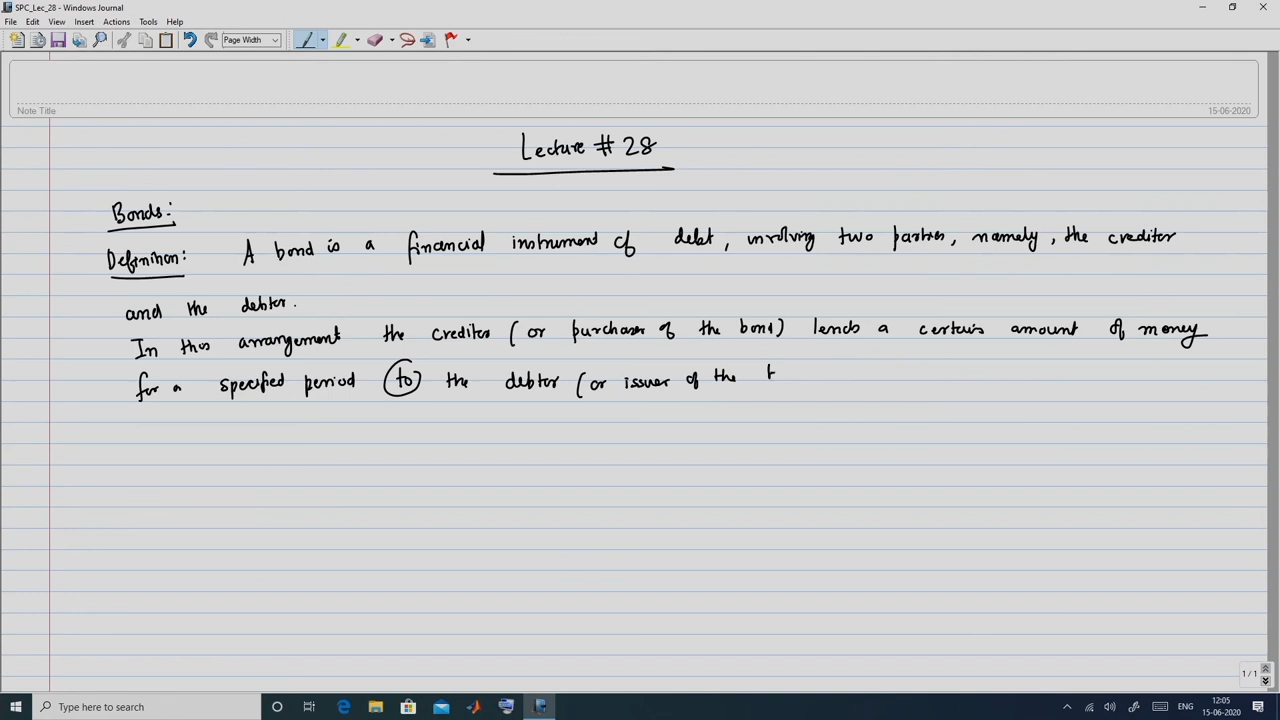 SPC_Lec_28 - Windows Journal
File Edit View Insert Actions Tools Help
Page Width
Note Title
15-06-2020
Lecture # 28
Bonds:
Definition: A bond is a financial instrument of debt, involving two parties, namely, the creditor
and the debtor.
In this arrangement the creditor (or purchaser of the bond) lends a certain amount of money
for a specified period to the debtor (or issuer of the
1 / 1
Type here to search
ENG
12:05
15-06-2020